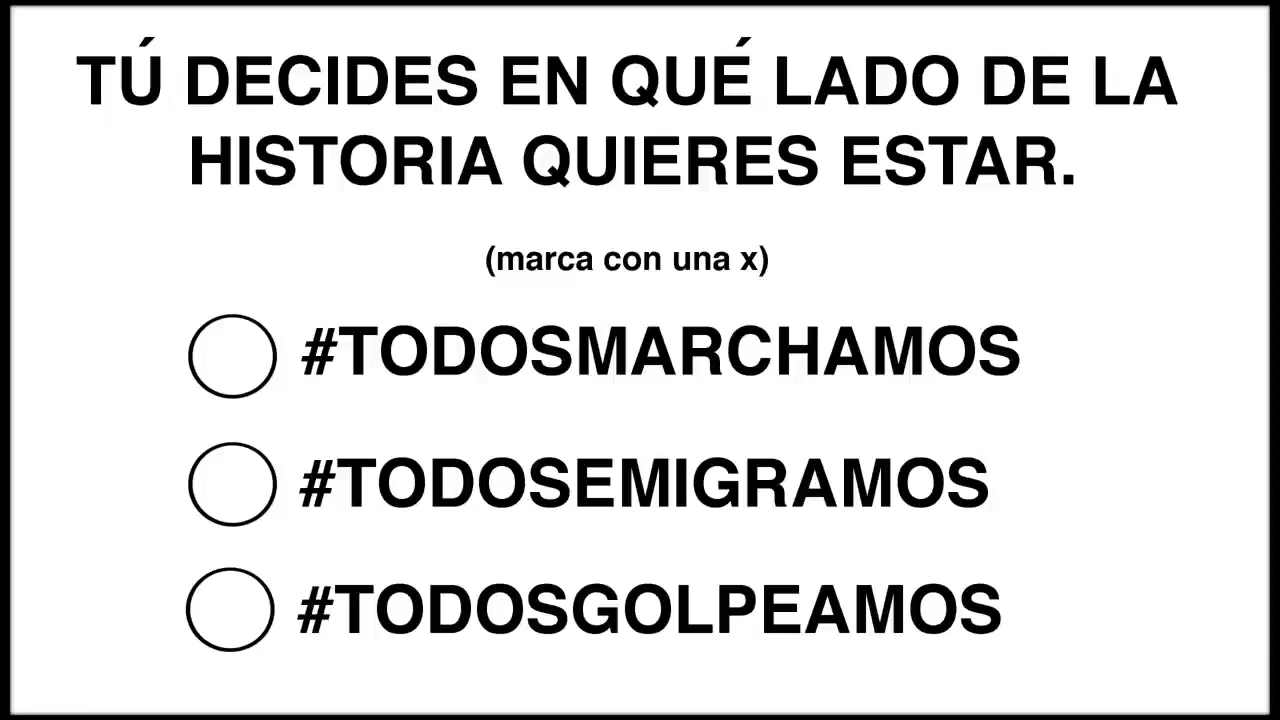 TÚ DECIDES EN QUÉ LADO DE LA
HISTORIA QUIERES ESTAR.
(marca con una x)
#TODOSMARCHAMOS
#TODOSEMIGRAMOS
#TODOSGOLPEAMOS